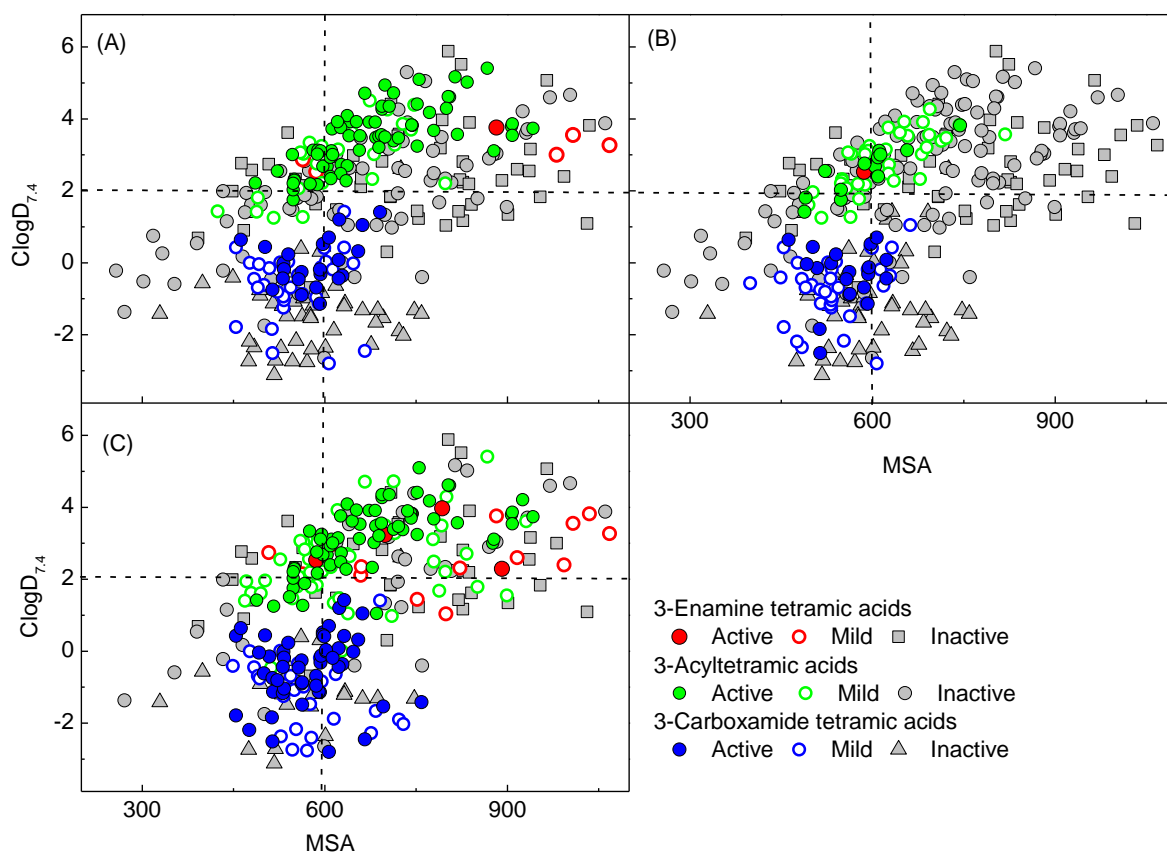 (A)
(B)
6
4
2
0
-2
ClogD7.4
300
600
900
MSA
(C)
6
4
2
0
-2
ClogD7.4
300
600
900
MSA
3-Enamine tetramic acids
Active Mild Inactive
3-Acyltetramic acids
Active Mild Inactive
3-Carboxamide tetramic acids
Active Mild Inactive